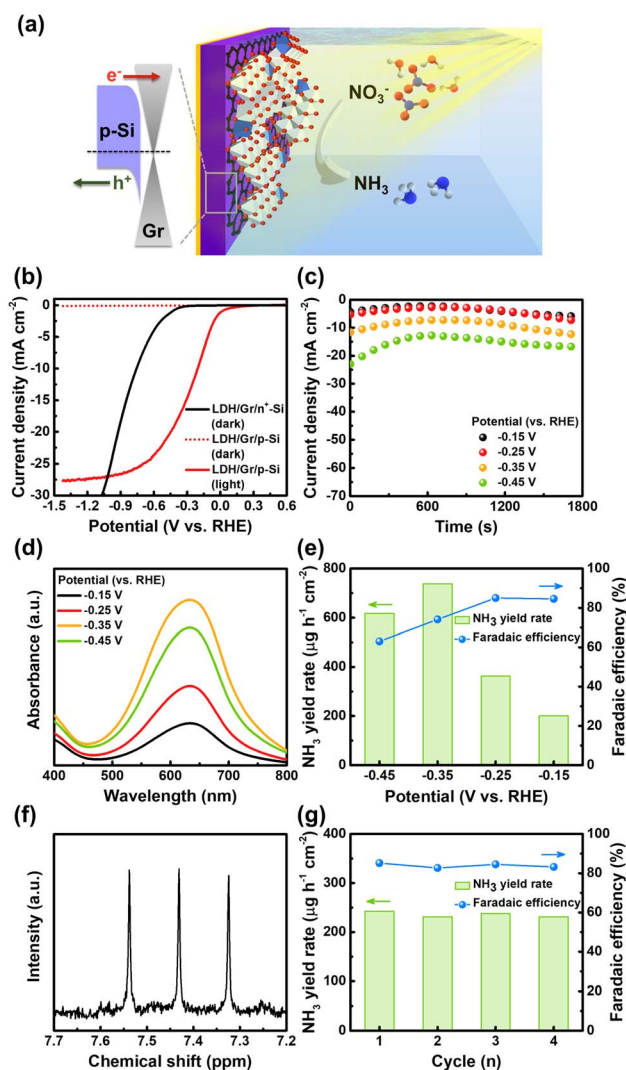 (a)
e-
p-Si
h+
Gr
NO3-
NH3
(b)
Current density (mA cm-2)
0
-5
-10
-15
-20
-25
-30
LDH/Gr/n+-Si
(dark)
LDH/Gr/p-Si
(dark)
LDH/Gr/p-Si
(light)
-1.5 -1.2 -0.9 -0.6 -0.3 0.0 0.3 0.6
Potential (V vs. RHE)
(c)
Current density (mA cm-2)
0
-10
-20
-30
-40
-50
-60
-70
Potential (vs. RHE)
-0.15 V
-0.25 V
-0.35 V
-0.45 V
0 600 1200 1800
Time (s)
(d)
Absorbance (a.u.)
Potential (vs. RHE)
-0.15 V
-0.25 V
-0.35 V
-0.45 V
400 500 600 700 800
Wavelength (nm)
(e)
NH3 yield rate (μg h-1 cm-2)
800
600
400
200
0
NH3 yield rate
Faradaic efficiency
100
80
60
40
20
0
Faradaic efficiency (%)
-0.45 -0.35 -0.25 -0.15
Potential (V vs. RHE)
(f)
Intensity (a.u.)
7.7 7.6 7.5 7.4 7.3 7.2
Chemical shift (ppm)
(g)
NH3 yield rate (μg h-1 cm-2)
400
300
200
100
0
NH3 yield rate
Faradaic efficiency
100
80
60
40
20
0
Faradaic efficiency (%)
1 2 3 4
Cycle (n)